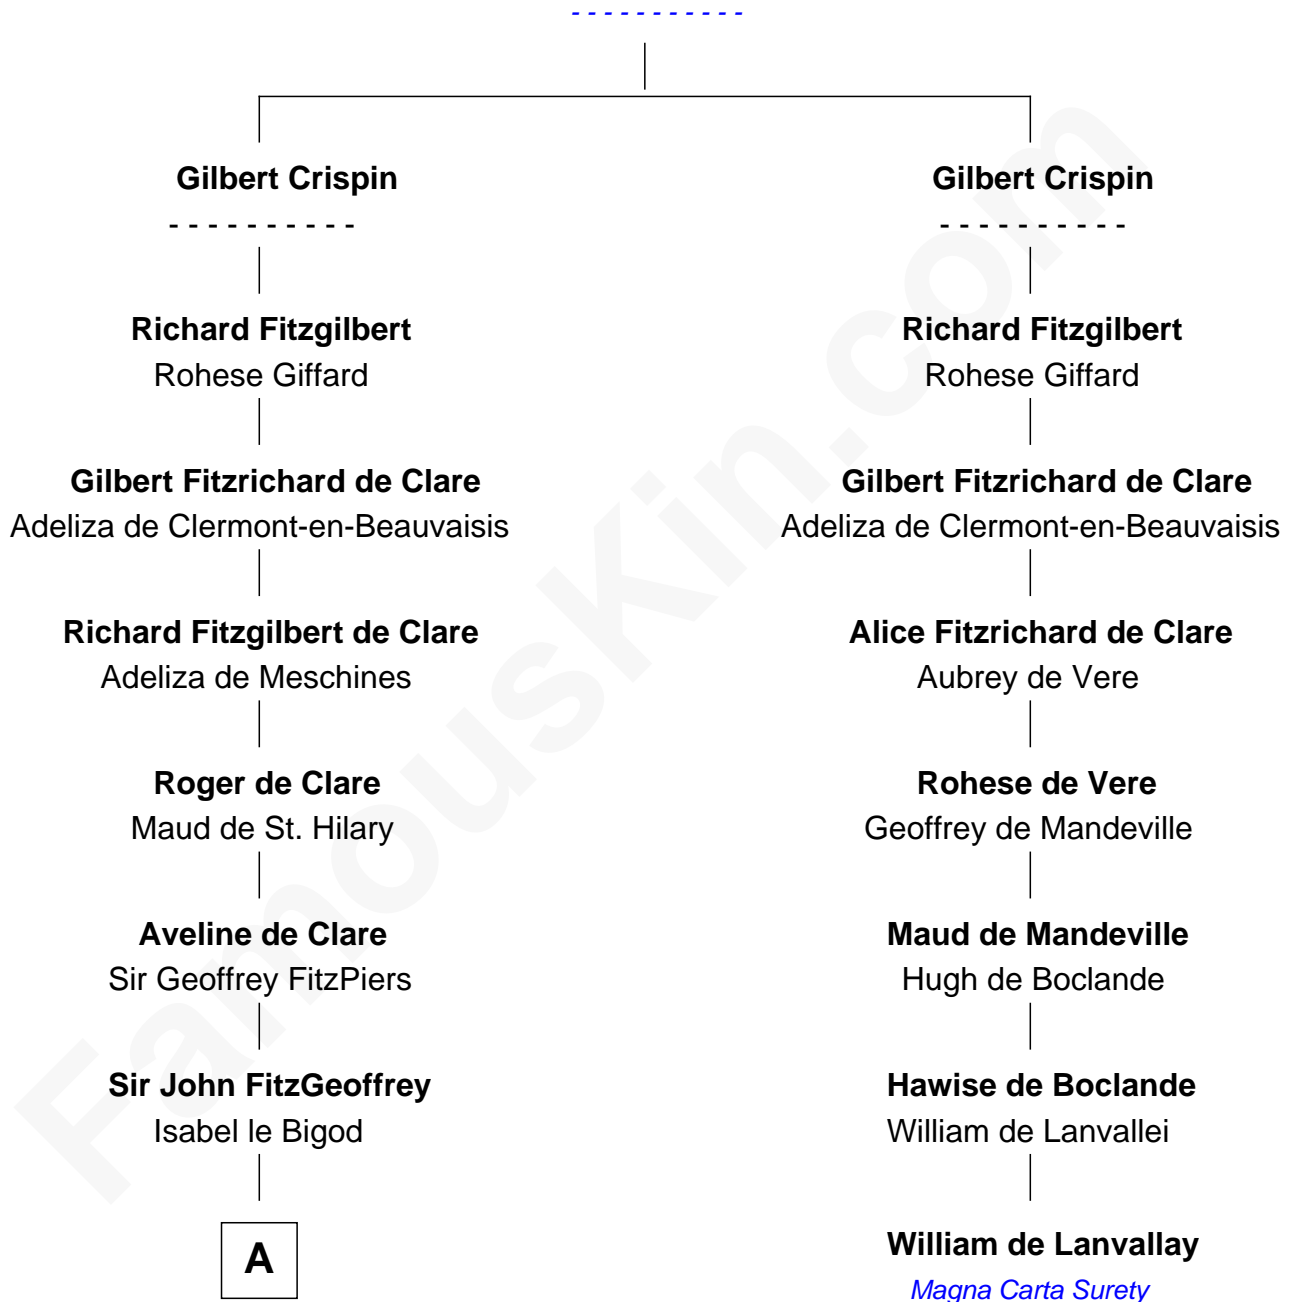 - - - - - - - - - - -
Gilbert Crispin
- - - - - - - - - -
Richard Fitzgilbert
Rohese Giffard
Gilbert Fitzrichard de Clare
Adeliza de Clermont-en-Beauvaisis
Richard Fitzgilbert de Clare
Adeliza de Meschines
Roger de Clare
Maud de St. Hilary
Aveline de Clare
Sir Geoffrey FitzPiers
Sir John FitzGeoffrey
Isabel le Bigod
A
Gilbert Crispin
- - - - - - - - - -
Richard Fitzgilbert
Rohese Giffard
Gilbert Fitzrichard de Clare
Adeliza de Clermont-en-Beauvaisis
Alice Fitzrichard de Clare
Aubrey de Vere
Rohese de Vere
Geoffrey de Mandeville
Maud de Mandeville
Hugh de Boclande
Hawise de Boclande
William de Lanvallei
William de Lanvallay
Magna Carta Surety
FamousKin.com